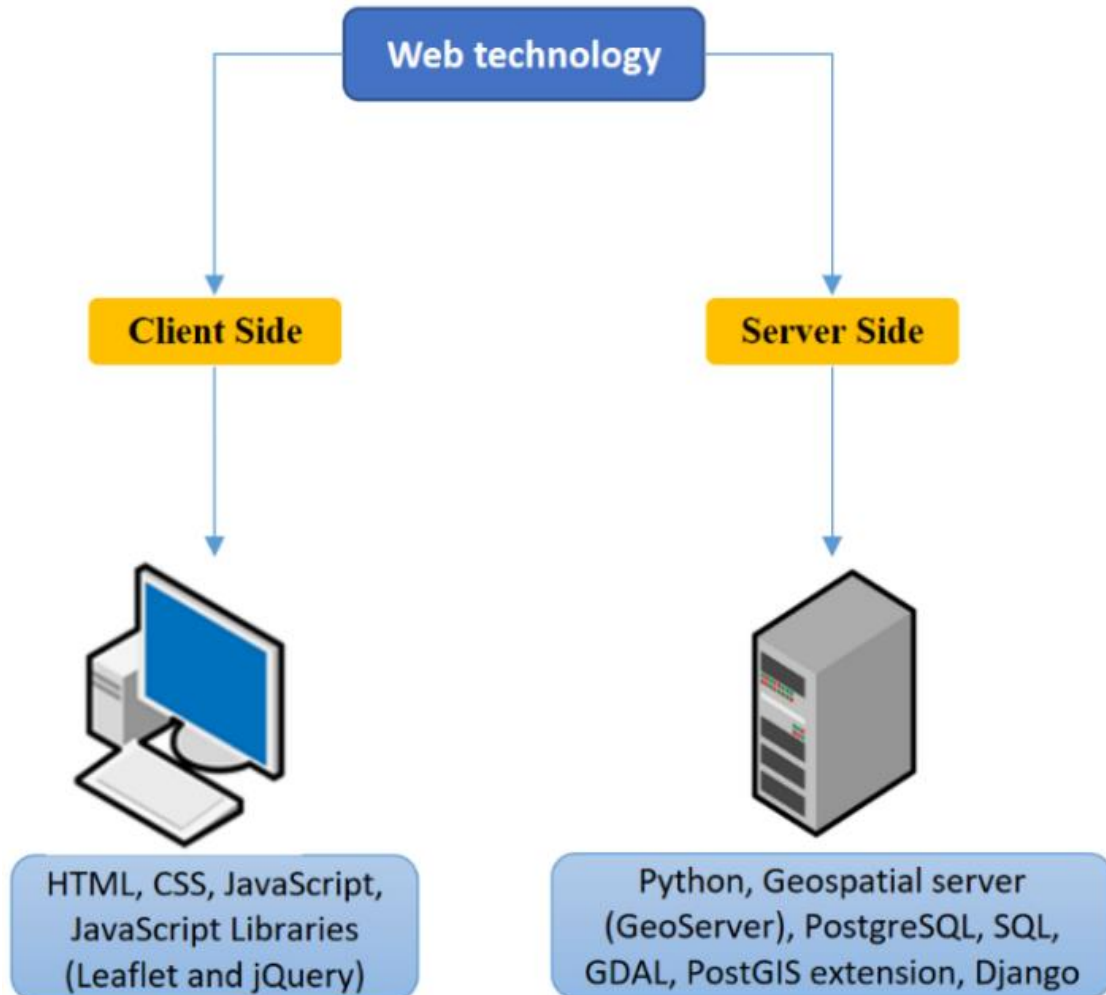 Web technology
Client Side
Server Side
HTML, CSS, JavaScript,
JavaScript Libraries
(Leaflet and jQuery)
Python, Geospatial server
(GeoServer), PostgreSQL, SQL,
GDAL, PostGIS extension, Django